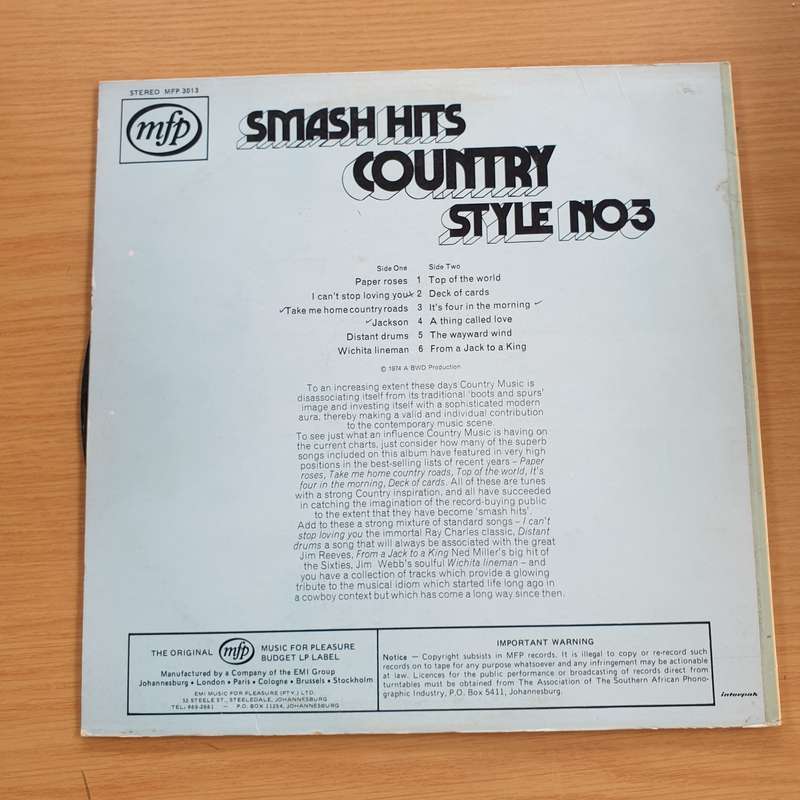 STEREO MFP 3013
mfp
SMASH HITS
COUNTRY
STYLE NO3
Side One Side Two
Paper roses 1 Top of the world
I can't stop loving you 2 Deck of cards
Take me home country roads 3 It's four in the morning
Jackson 4 A thing called love
Distant drums 5 The wayward wind
Wichita lineman 6 From a Jack to a King
© 1974 A BWD Production
To an increasing extent these days Country Music is
disassociating itself from its traditional 'boots and spurs'
image and investing itself with a sophisticated modern
aura, thereby making a valid and individual contribution
to the contemporary music scene.
To see just what an influence Country Music is having on
the current charts, just consider how many of the superb
songs included on this album have featured in very high
positions in the best-selling lists of recent years – Paper
roses, Take me home country roads, Top of the world, It's
four in the morning, Deck of cards. All of these are tunes
with a strong Country inspiration, and all have succeeded
in catching the imagination of the record-buying public
to the extent that they have become 'smash hits'.
Add to these a strong mixture of standard songs – I can't
stop loving you the immortal Ray Charles classic, Distant
drums a song that will always be associated with the great
Jim Reeves, From a Jack to a King Ned Miller's big hit of
the Sixties, Jim Webb's soulful Wichita lineman – and
you have a collection of tracks which provide a glowing
tribute to the musical idiom which started life long ago in
a cowboy context but which has come a long way since then.
THE ORIGINAL mfp MUSIC FOR PLEASURE
BUDGET LP LABEL
Manufactured by a Company of the EMI Group
Johannesburg • London • Paris • Cologne • Brussels • Stockholm
EMI MUSIC FOR PLEASURE (PTY.) LTD.
52 STEELE ST., STEELEDALE, JOHANNESBURG
TEL: 869-2661 – P.O. BOX 11254, JOHANNESBURG
IMPORTANT WARNING
Notice — Copyright subsists in MFP records. It is illegal to copy or re-record such
records on tape for any purpose whatsoever and any infringement may be actionable
at law. Licences for the public performance or broadcasting of records direct from
turntables must be obtained from The Association of The Southern African Phono-
graphic Industry, P.O. Box 5411, Johannesburg.
interpak